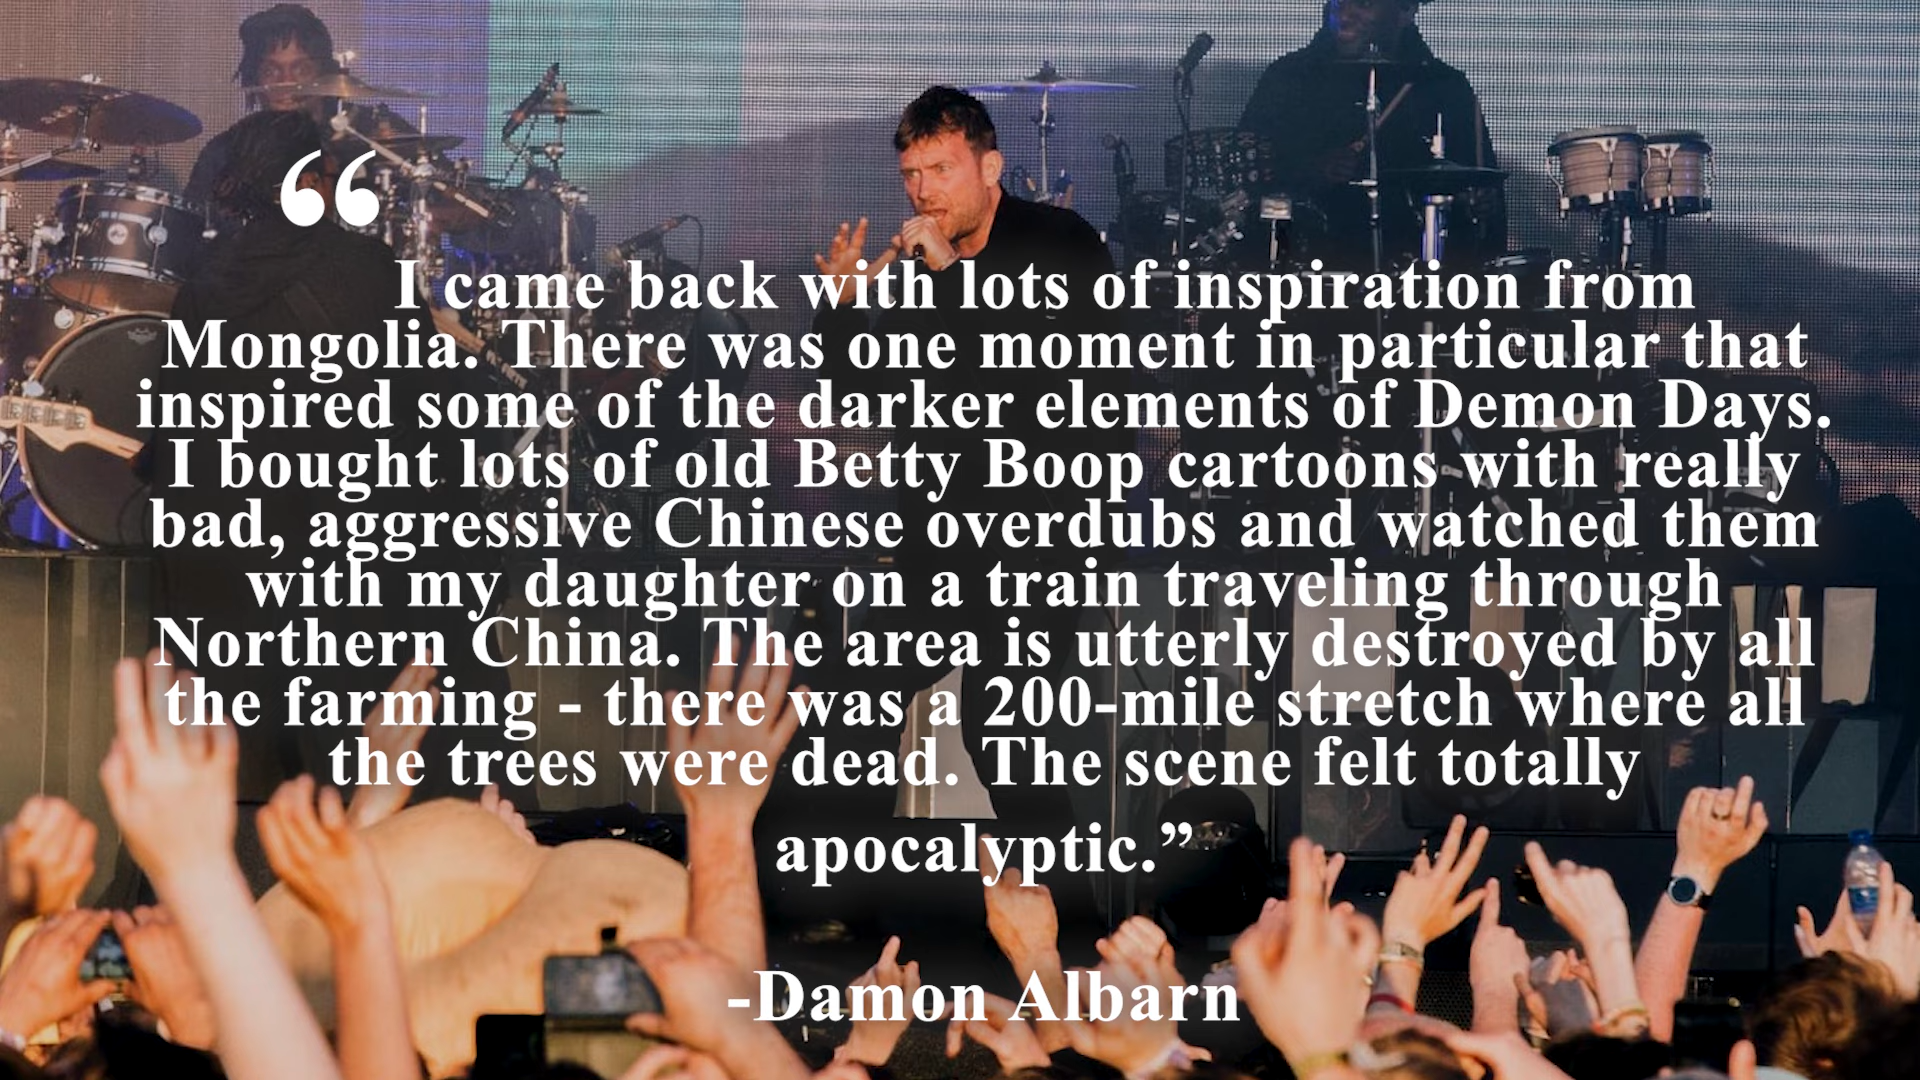 “
I came back with lots of inspiration from
Mongolia. There was one moment in particular that
inspired some of the darker elements of Demon Days.
I bought lots of old Betty Boop cartoons with really
bad, aggressive Chinese overdubs and watched them
with my daughter on a train traveling through
Northern China. The area is utterly destroyed by all
the farming - there was a 200-mile stretch where all
the trees were dead. The scene felt totally
apocalyptic.”
-Damon Albarn